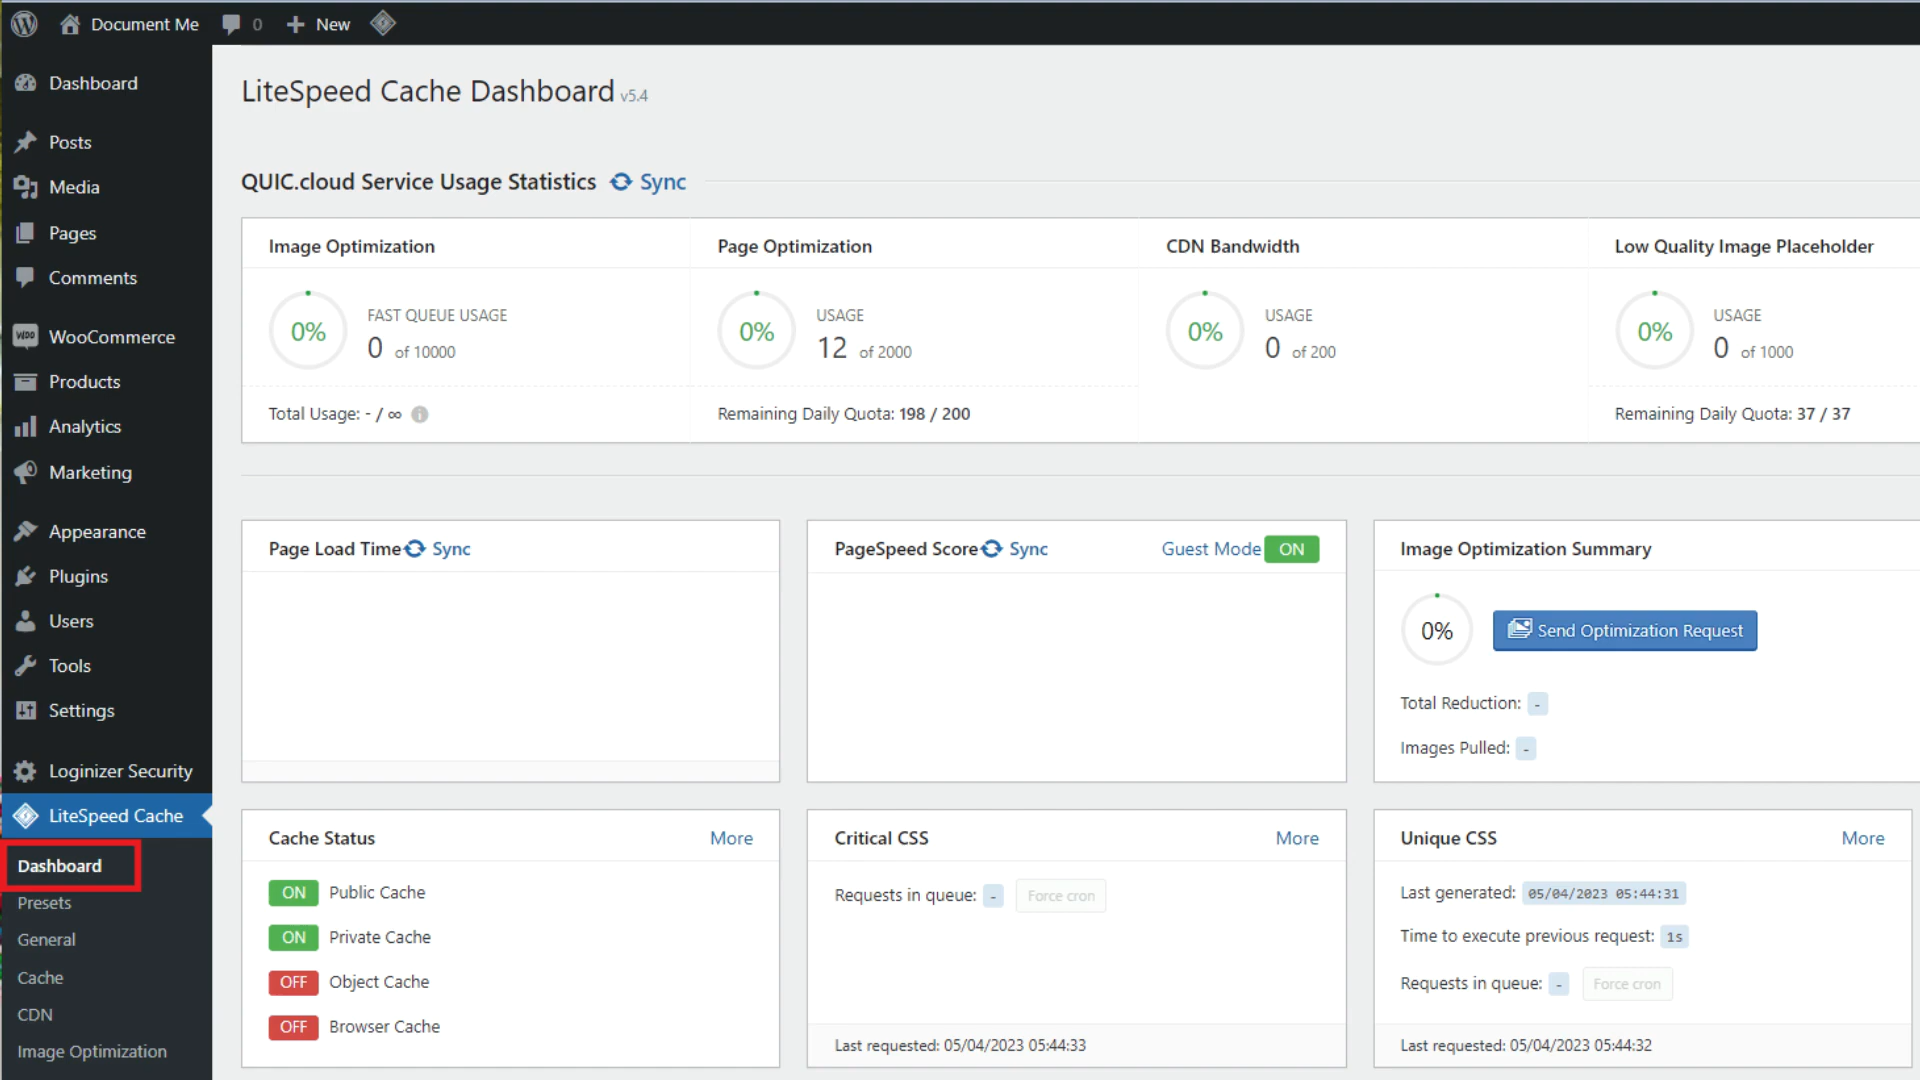 Document Me 0 New
Dashboard
Posts
Media
Pages
Comments
WooCommerce
Products
Analytics
Marketing
Appearance
Plugins
Users
Tools
Settings
Loginizer Security
LiteSpeed Cache
Dashboard
Presets
General
Cache
CDN
Image Optimization
LiteSpeed Cache Dashboard v5.4
QUIC.cloud Service Usage Statistics Sync
Image Optimization
0%
FAST QUEUE USAGE
0 of 10000
Total Usage: - / ∞
Page Optimization
0%
USAGE
12 of 2000
Remaining Daily Quota: 198 / 200
CDN Bandwidth
0%
USAGE
0 of 200
Low Quality Image Placeholder
0%
USAGE
0 of 1000
Remaining Daily Quota: 37 / 37
Page Load Time Sync
PageSpeed Score Sync Guest Mode ON
Image Optimization Summary
0% Send Optimization Request
Total Reduction: -
Images Pulled: -
Cache Status More
ON Public Cache
ON Private Cache
OFF Object Cache
OFF Browser Cache
Critical CSS More
Requests in queue: - Force cron
Last requested: 05/04/2023 05:44:33
Unique CSS More
Last generated: 05/04/2023 05:44:31
Time to execute previous request: 1s
Requests in queue: - Force cron
Last requested: 05/04/2023 05:44:32